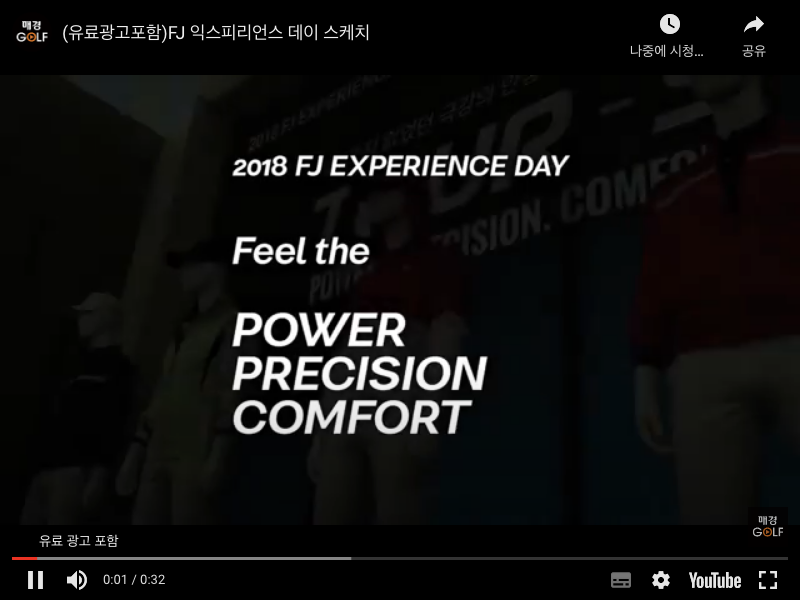 매경
GOLF
(유료광고포함)FJ 익스피리언스 데이 스케치
나중에 시청...
공유
2018 FJ EXPERIENCE DAY
Feel the
POWER
PRECISION
COMFORT
매경
GOLF
유료 광고 포함
0:01 / 0:32
YouTube